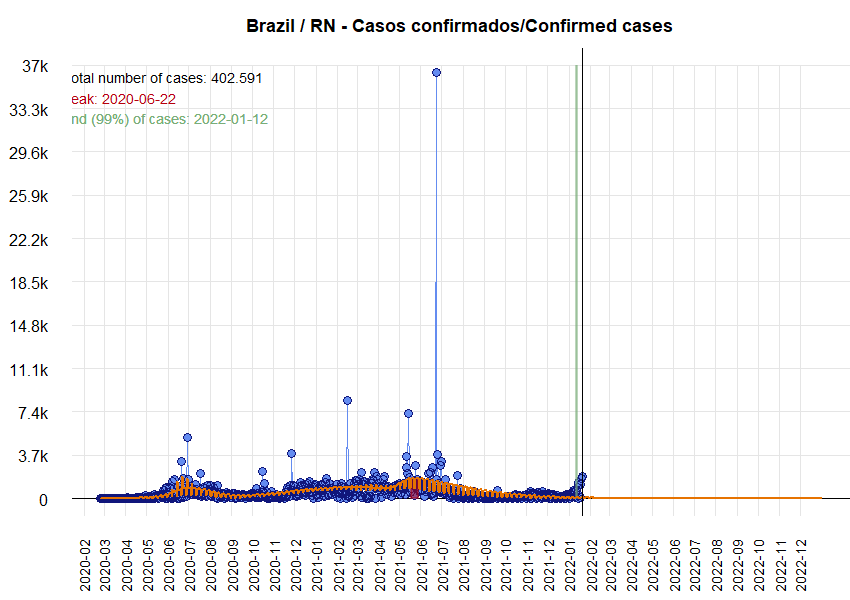 Brazil / RN - Casos confirmados/Confirmed cases
37k
otal number of cases: 402.591
eak: 2020-06-22
33.3k
nd (99%) of cases: 2022-01-12
29.6k
25.9k
22.2k
18.5k
14.8k
11.1k
7.4k
3.7k
0
2020-02
2020-03
2020-04
2020-05
2020-06
2020-07
2020-08
2020-09
2020-10
2020-11
2020-12
2021-01
2021-02
2021-03
2021-04
2021-05
2021-06
2021-07
2021-08
2021-09
2021-10
2021-11
2021-12
2022-01
2022-02
2022-03
2022-04
2022-05
2022-06
2022-07
2022-08
2022-09
2022-10
2022-11
2022-12